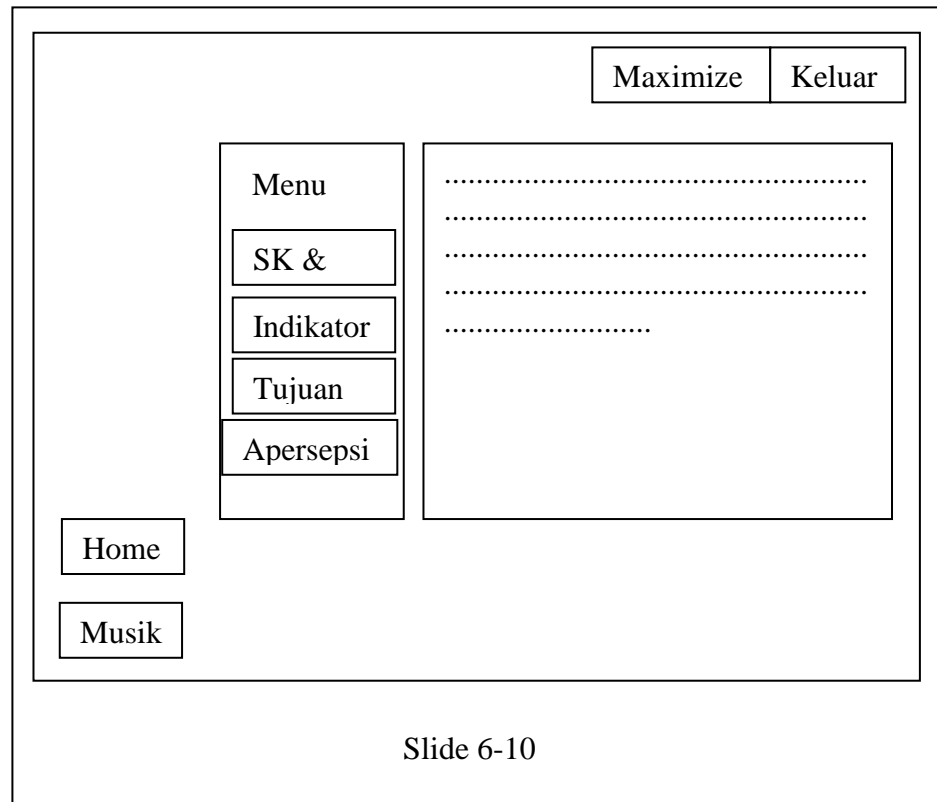 Maximize Keluar
Menu
SK &
Indikator
Tujuan
Apersepsi
.....................................................
.....................................................
.....................................................
.....................................................
..........................
Home
Musik
Slide 6-10